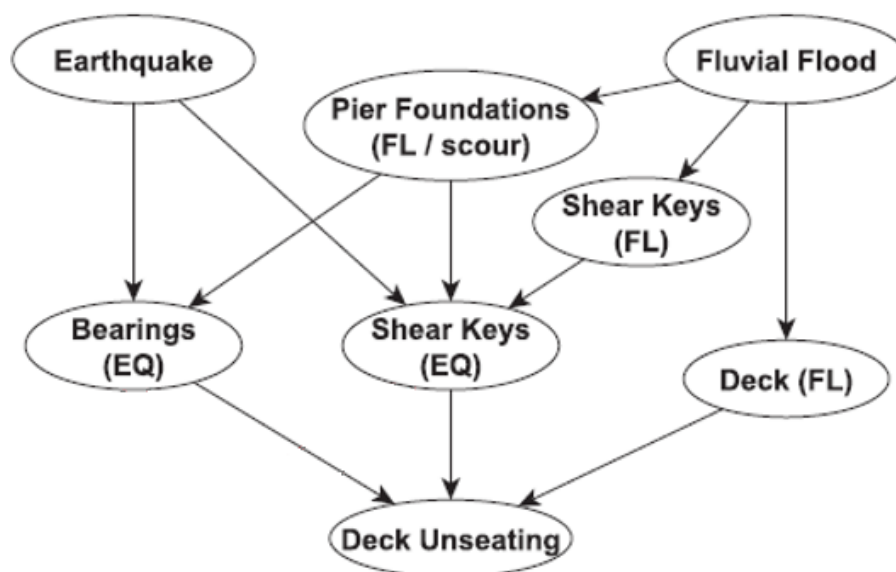 Earthquake
Fluvial Flood
Pier Foundations
(FL / scour)
Shear Keys
(FL)
Bearings
(EQ)
Shear Keys
(EQ)
Deck (FL)
Deck Unseating